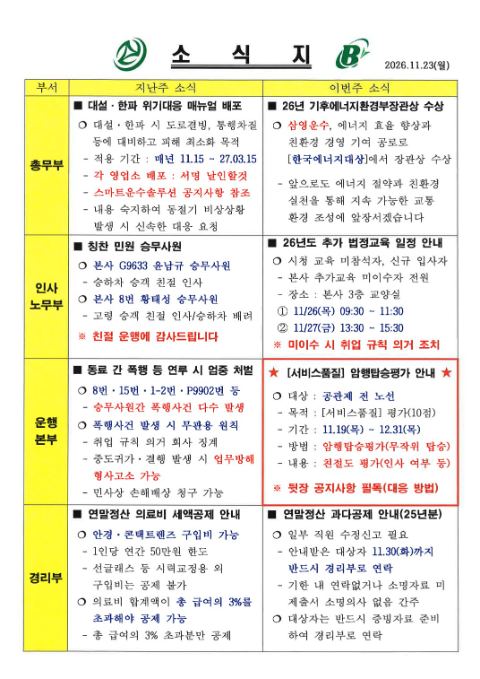 소 식 지
2026.11.23(월)
부서
지난주 소식
이번주 소식
총무부
■ 대설·한파 위기대응 매뉴얼 배포
❍ 대설·한파 시 도로결빙, 통행차질
등에 대비하고 피해 최소화 목적
- 적용 기간 : 매년 11.15 ~ 27.03.15
- 각 영업소 배포 : 서명 날인할것
- 스마트운수솔루션 공지사항 참조
- 내용 숙지하여 동절기 비상상황
발생 시 신속한 대응 요청
■ 26년 기후에너지환경부장관상 수상
❍ 삼영운수, 에너지 효율 향상과
친환경 경영 기여 공로로
[한국에너지대상]에서 장관상 수상
- 앞으로도 에너지 절약과 친환경
실천을 통해 지속 가능한 교통
환경 조성에 앞장서겠습니다
인사
노무부
■ 칭찬 민원 승무사원
❍ 본사 G9633 윤남규 승무사원
- 승하차 승객 친절 인사
❍ 본사 8번 황태성 승무사원
- 고령 승객 친절 인사/승하차 배려
※ 친절 운행에 감사드립니다
■ 26년도 추가 법정교육 일정 안내
❍ 시청 교육 미참석자, 신규 입사자
- 본사 추가교육 미이수자 전원
- 장소 : 본사 3층 교양실
① 11/26(목) 09:30 ~ 11:30
② 11/27(금) 13:30 ~ 15:30
※ 미이수 시 취업 규칙 의거 조치
운행
본부
■ 동료 간 폭행 등 연루 시 엄중 처벌
❍ 8번·15번·1-2번·P9902번 등
- 승무사원간 폭행사건 다수 발생
❍ 폭행사건 발생 시 무관용 원칙
- 취업 규칙 의거 회사 징계
- 중도귀가·결행 발생 시 업무방해
형사고소 가능
- 민사상 손해배상 청구 가능
★ [서비스품질] 암행탑승평가 안내 ★
❍ 대상 : 공관제 전 노선
- 목적 : [서비스품질] 평가(10점)
- 기간 : 11.19(목) ~ 12.31(목)
- 방법 : 암행탑승평가(무작위 탑승)
- 내용 : 친절도 평가(인사 여부 등)
※ 뒷장 공지사항 필독(대응 방법)
경리부
■ 연말정산 의료비 세액공제 안내
❍ 안경·콘택트렌즈 구입비 가능
- 1인당 연간 50만원 한도
- 선글래스 등 시력교정용 외
구입비는 공제 불가
❍ 의료비 합계액이 총 급여의 3%를
초과해야 공제 가능
- 총 급여의 3% 초과분만 공제
■ 연말정산 과다공제 안내(25년분)
❍ 일부 직원 수정신고 필요
- 안내받은 대상자 11.30(화)까지
반드시 경리부로 연락
- 기한 내 연락없거나 소명자료 미
제출시 소명의사 없음 간주
❍ 대상자는 반드시 증빙자료 준비
하여 경리부로 연락